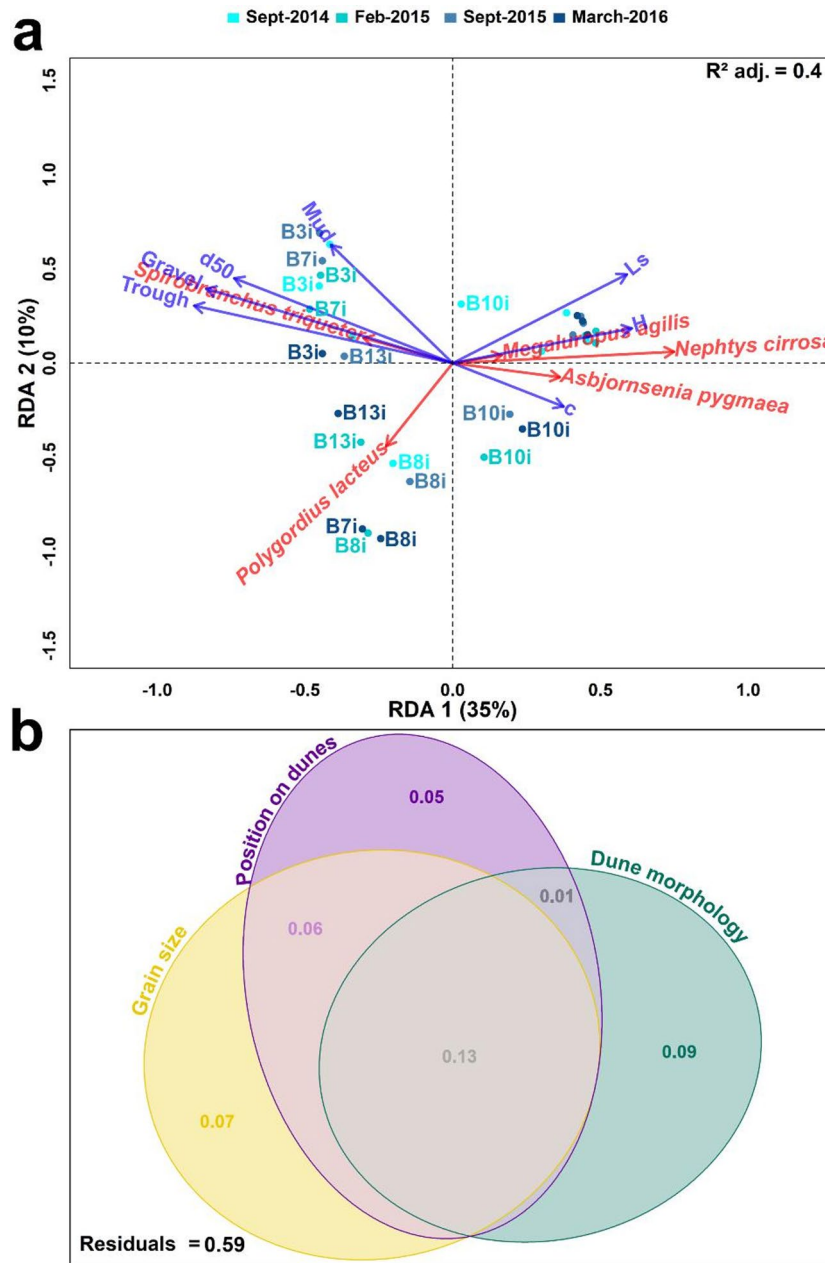 Sept-2014 Feb-2015 Sept-2015 March-2016
a
R² adj. = 0.4
1.5
1.0
0.5
0.0
-0.5
-1.0
-1.5
RDA 2 (10%)
Mud
B3i
B7i
d50
B3i
Gravel
B3i
Spirobranchus triqueter
Trough
B7i
B10i
Ls
H
Megaluropus agilis
B3i
B13i
Nephtys cirrosa
Asbjornsenia pygmaea
c
B13i
B10i
B10i
B13i
B10i
Polygordius lacteus
B8i
B8i
B7i
B8i
B8i
-1.0 -0.5 0.0 0.5 1.0
RDA 1 (35%)
b
Position on dunes
0.05
Dune morphology
0.01
0.06
Grain size
0.13
0.09
0.07
Residuals = 0.59